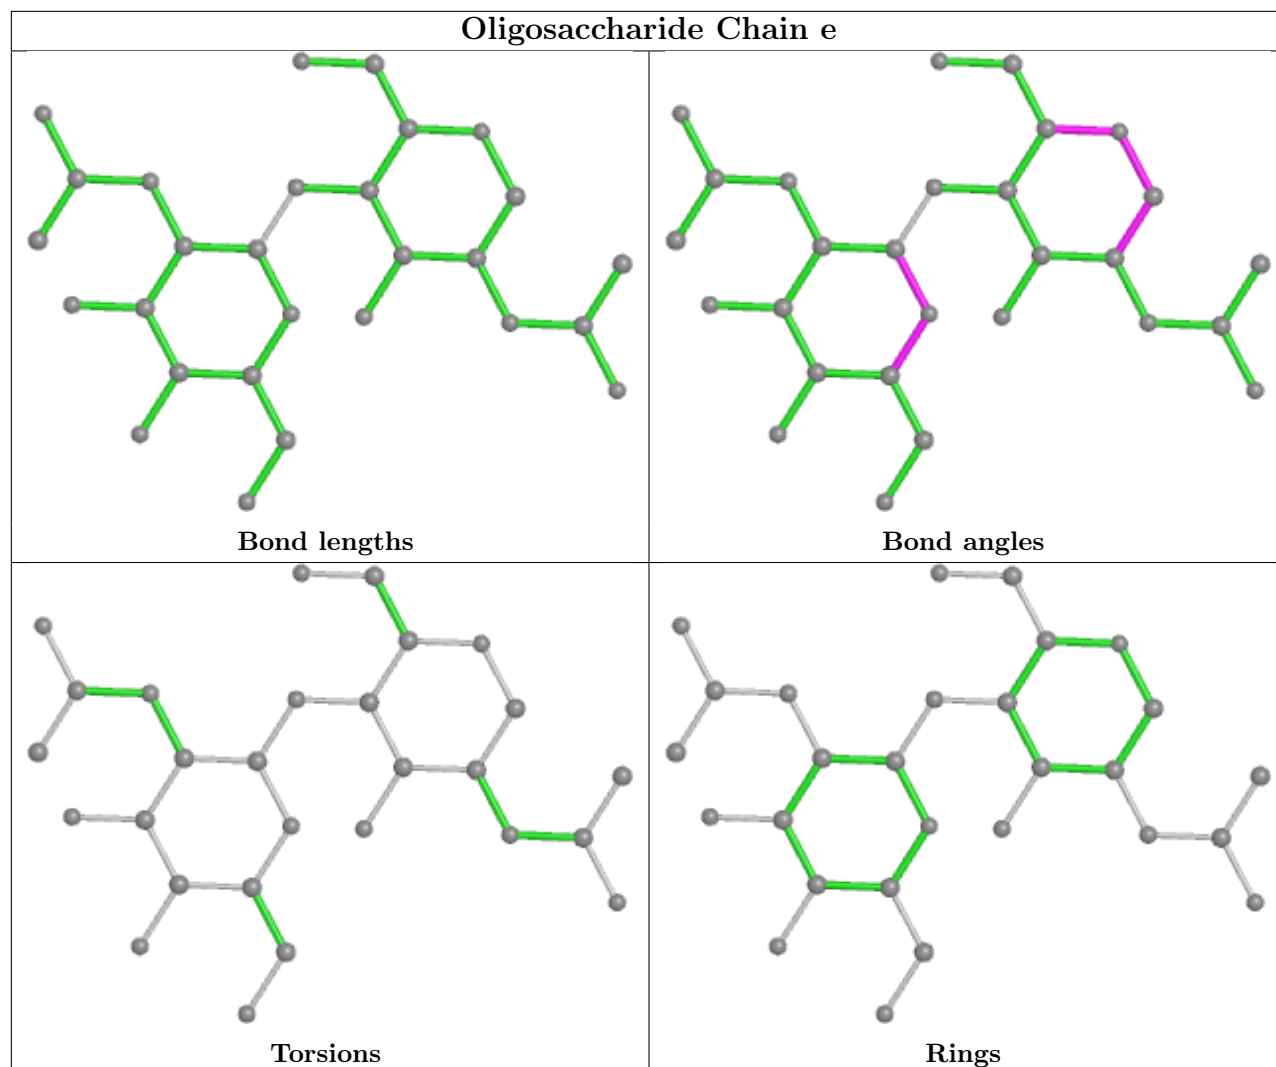 Oligosaccharide Chain e
Bond lengths
Bond angles
Torsions
Rings